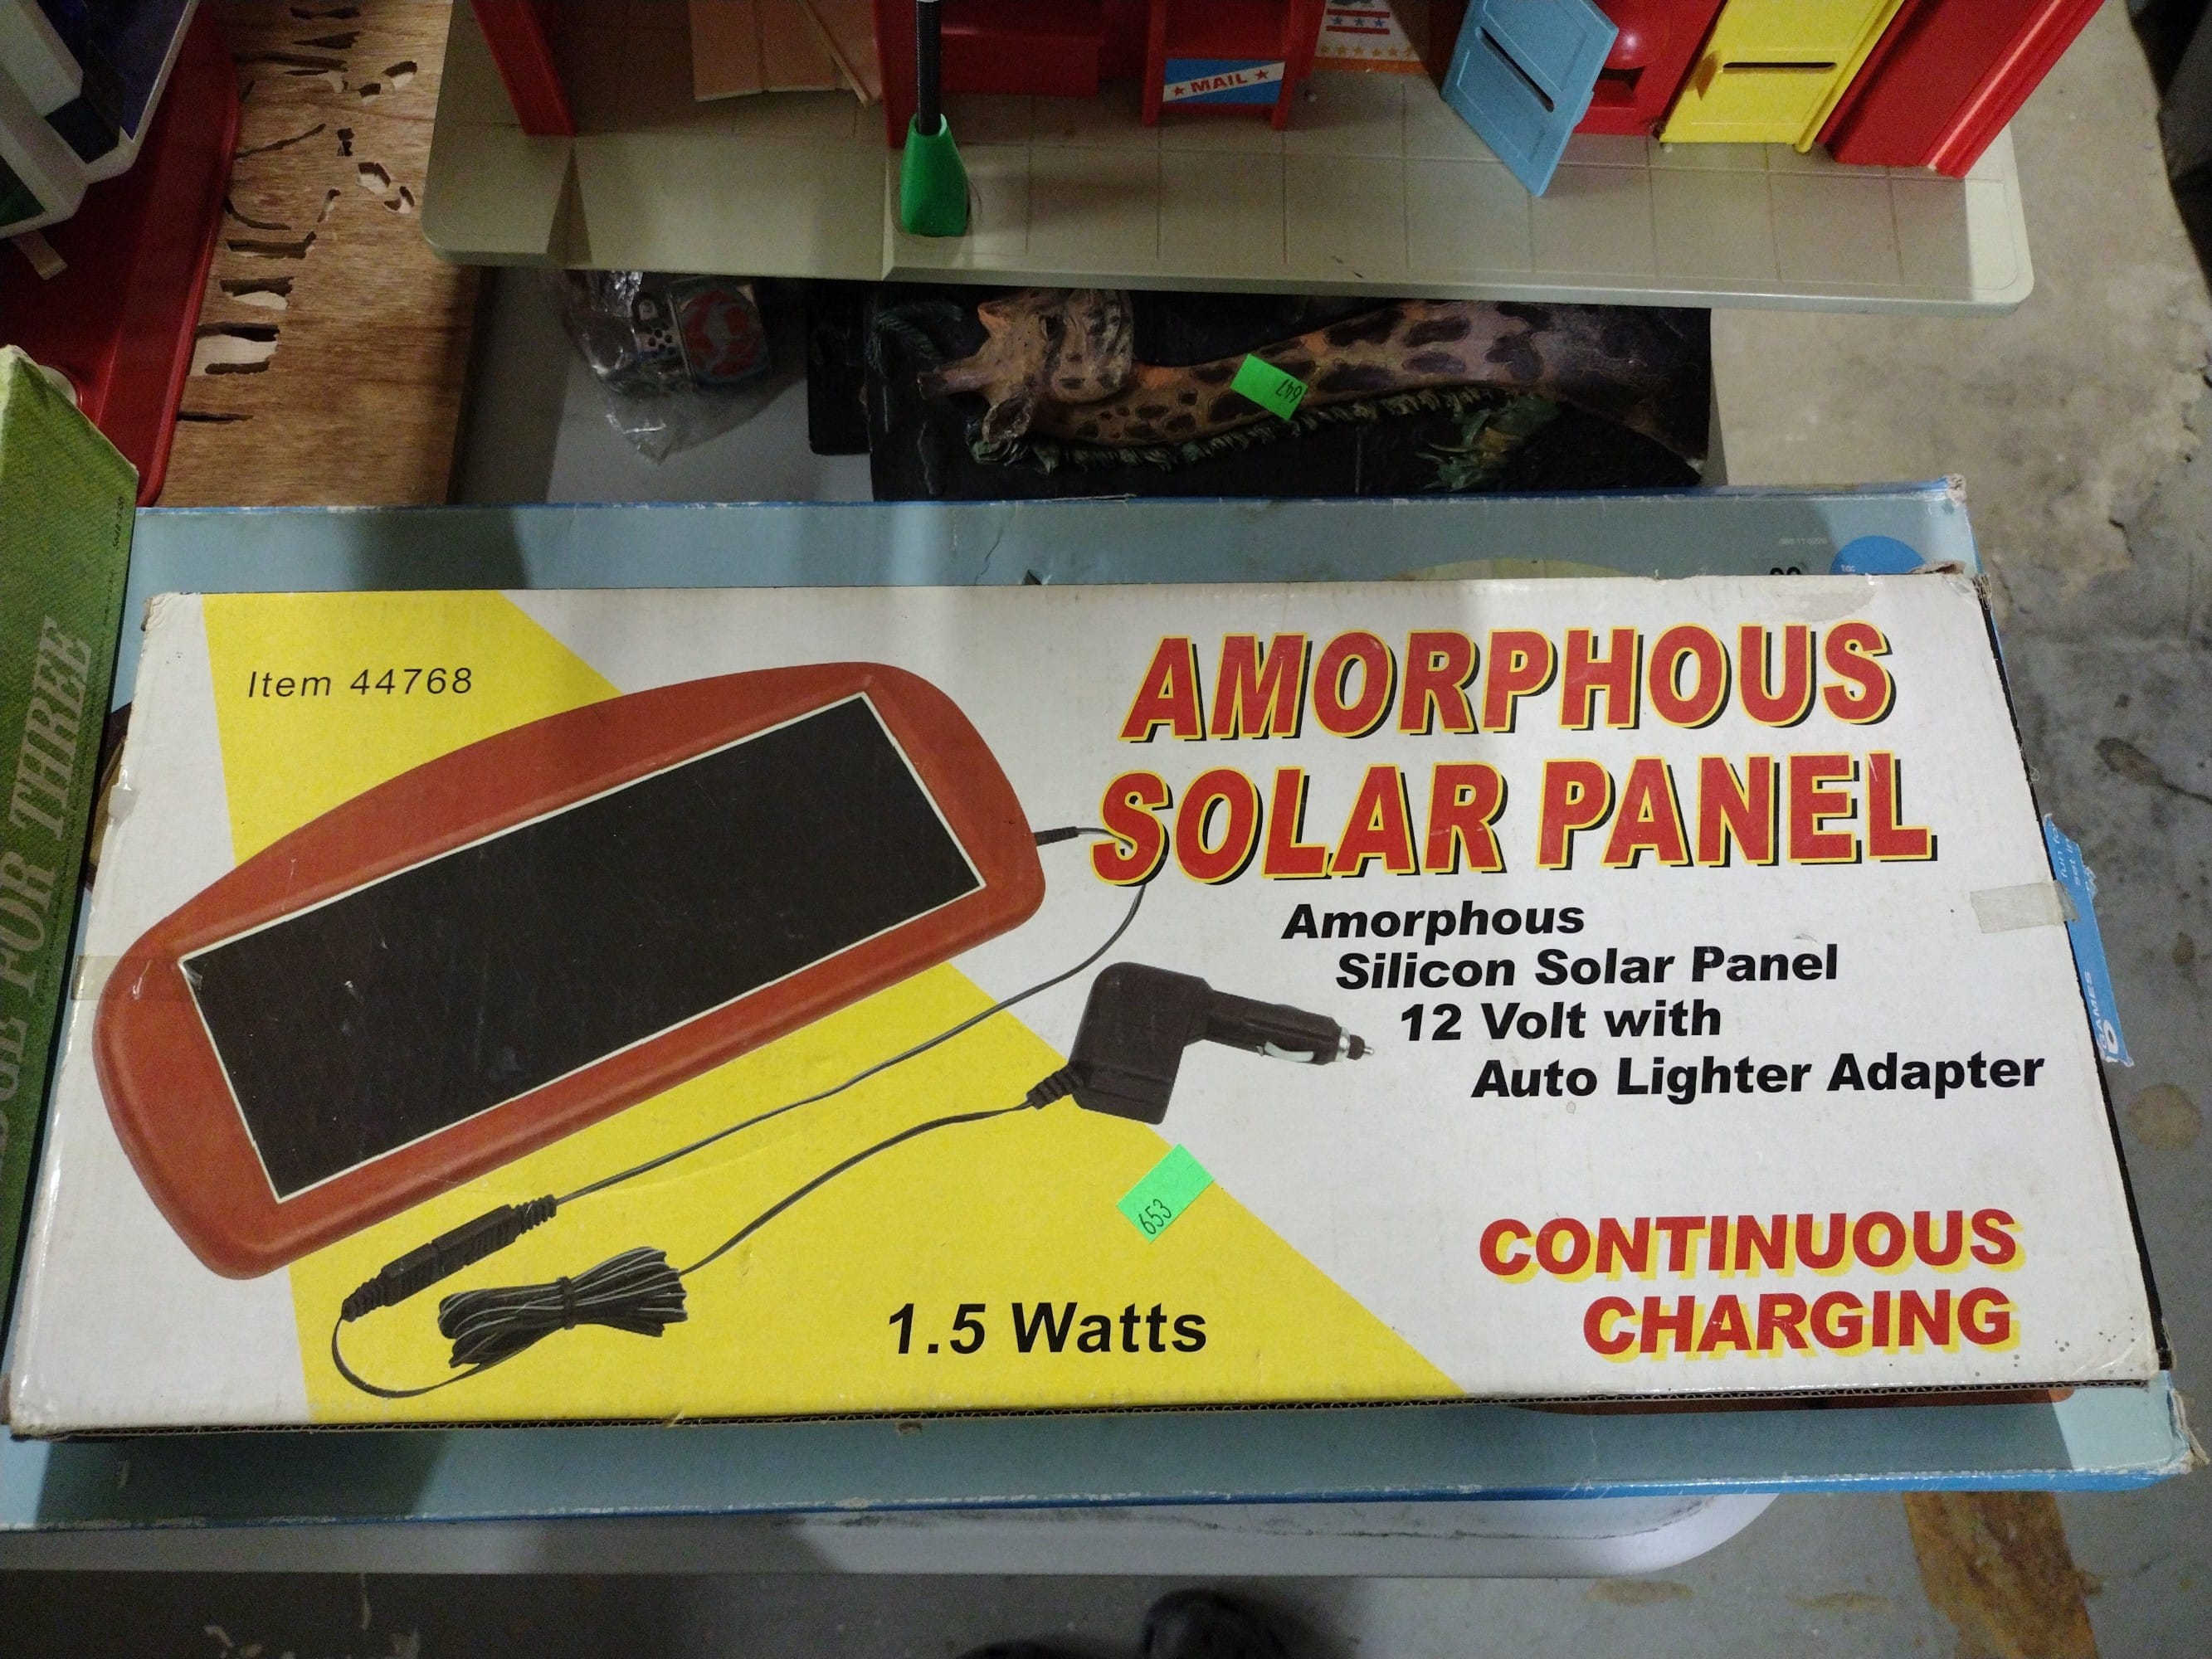 MAIL
647
FOR THREE
Item 44768
AMORPHOUS
SOLAR PANEL
Amorphous
Silicon Solar Panel
12 Volt with
Auto Lighter Adapter
653
1.5 Watts
CONTINUOUS
CHARGING
GAMES